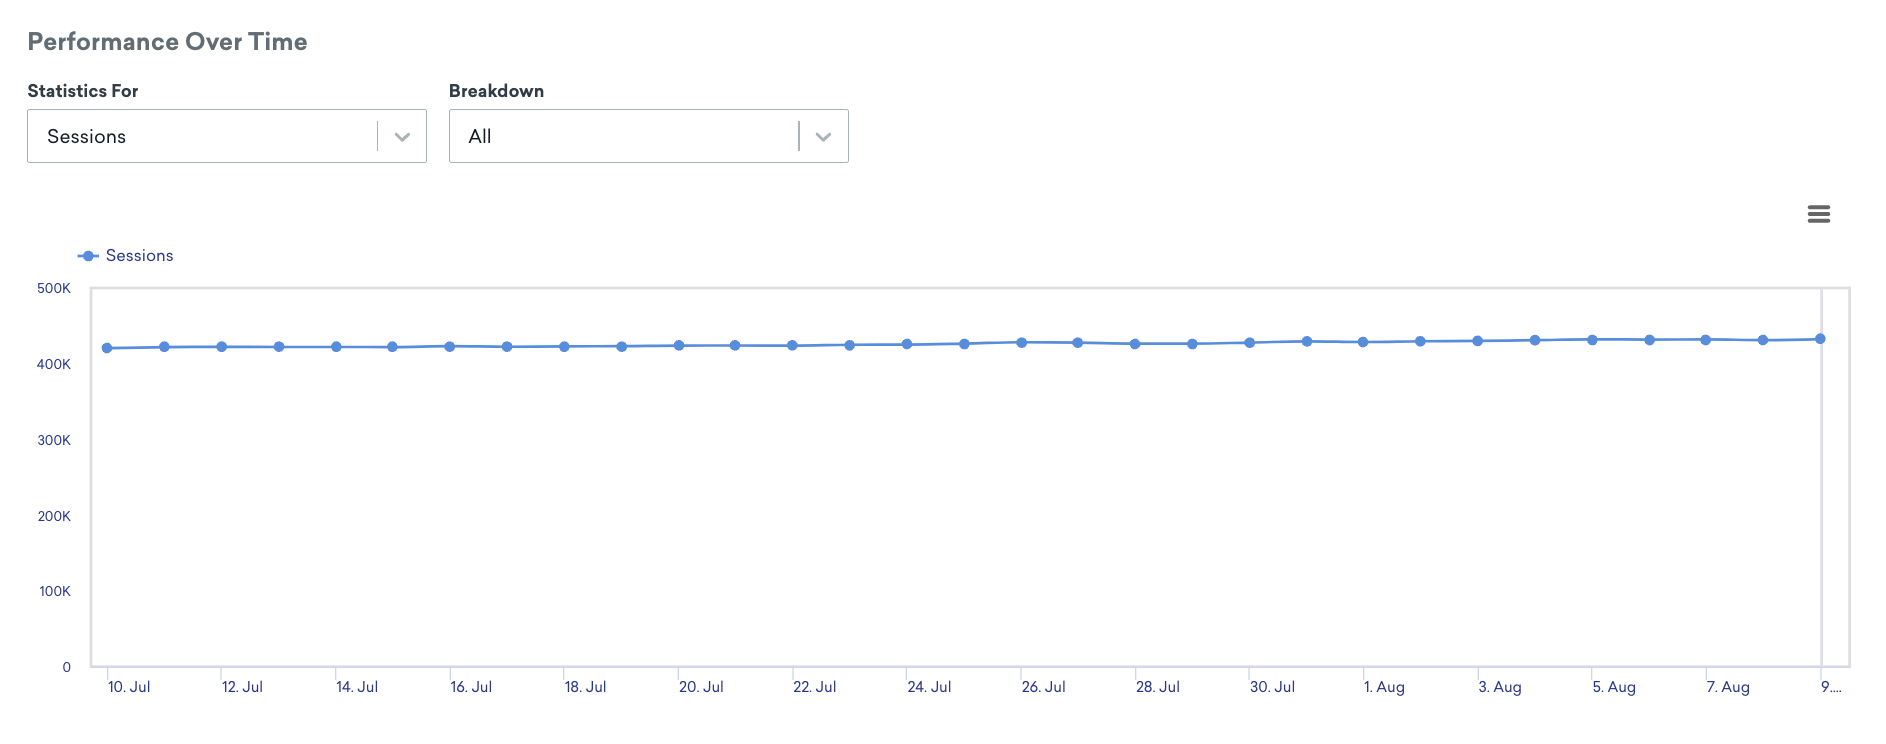 Performance Over Time
Statistics For
Breakdown
Sessions
All
Sessions
500K
400K
300K
200K
100K
0
10. Jul
12. Jul
14. Jul
16. Jul
18. Jul
20. Jul
22. Jul
24. Jul
26. Jul
28. Jul
30. Jul
1. Aug
3. Aug
5. Aug
7. Aug
9....